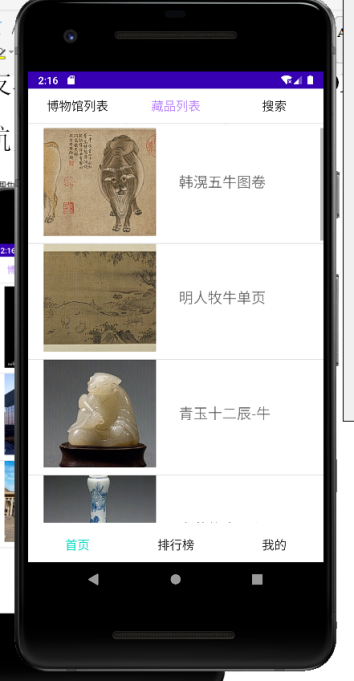 2:16
博物馆列表 藏品列表 搜索
韩滉五牛图卷
明人牧牛单页
青玉十二辰-牛
首页 排行榜 我的
2:16